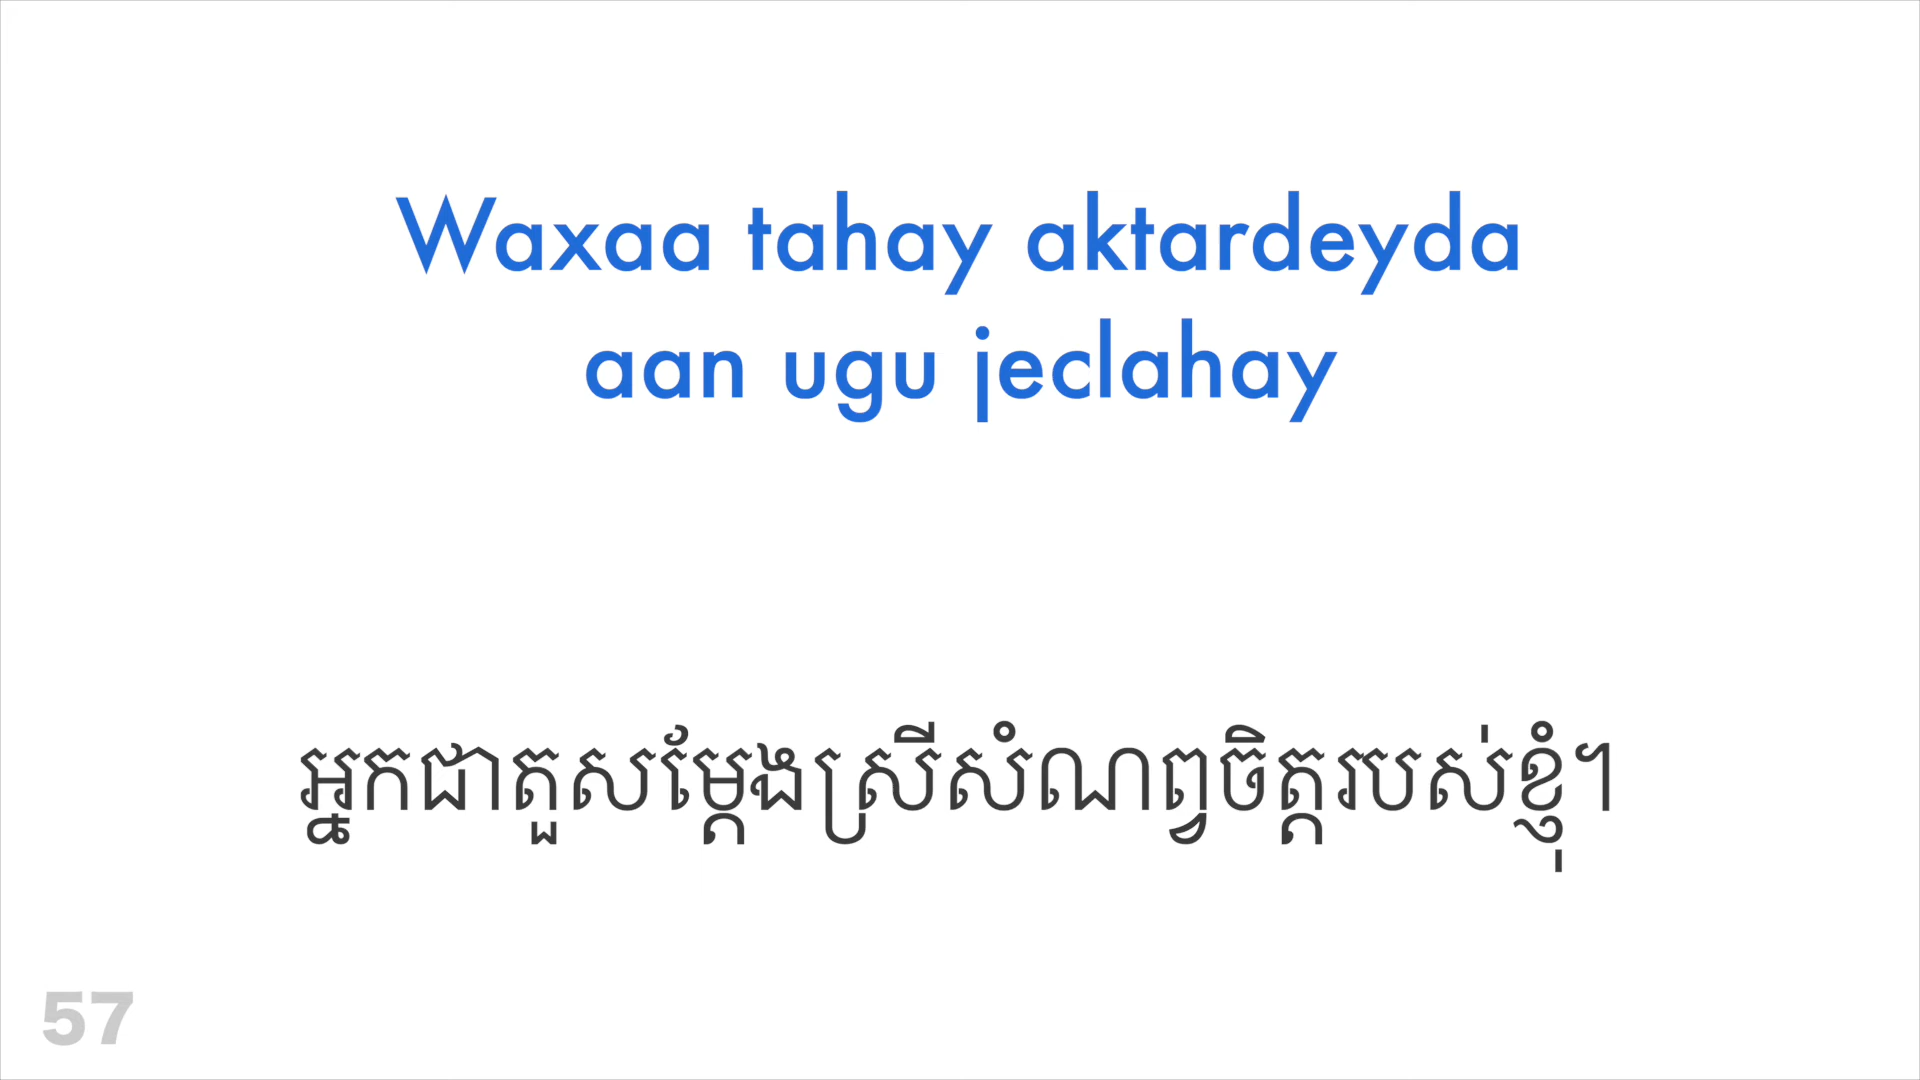 Waxaa tahay aktardeyda
aan ugu jeclahay
អ្នកជាតួសម្តែងស្រីសំណព្វចិត្តរបស់ខ្ញុំ។
57